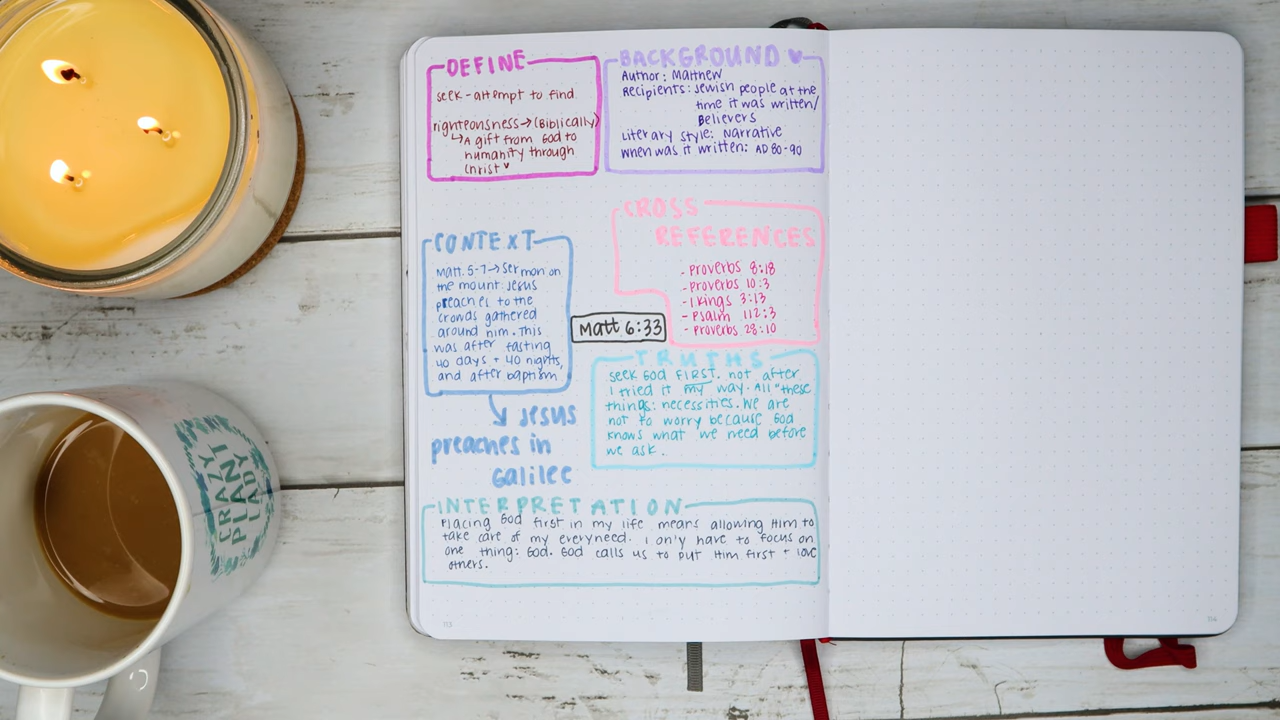 DEFINE
seek - attempt to find
righteousness → (Biblically)
↳ A gift from God to
humanity through
Christ ♥
BACKGROUND ♥
Author: Matthew
Recipients: Jewish people at the
time it was written/
Believers
Literary style: Narrative
When was it written: AD 80-90
CROSS
REFERENCES
- Proverbs 8:18
- Proverbs 10:3
- 1 Kings 3:13
- Psalm 112:3
- Proverbs 28:10
CONTEXT
Matt. 5-7 → Sermon on
the mount. Jesus
preaches to the
crowds gathered
around him. This
was after fasting
40 days + 40 nights,
and after baptism
↘ Jesus
preaches in
Galilee
Matt 6:33
TRUTHS
Seek God FIRST. not after
I tried it my way. All "these
things: necessities. We are
not to worry because God
knows what we need before
we ask.
INTERPRETATION
Placing God first in my life means allowing Him to
take care of my everyneed. I only have to focus on
one thing: God. God calls us to put Him first + love
others.
113
114
CRAZY
PLANT
LADY